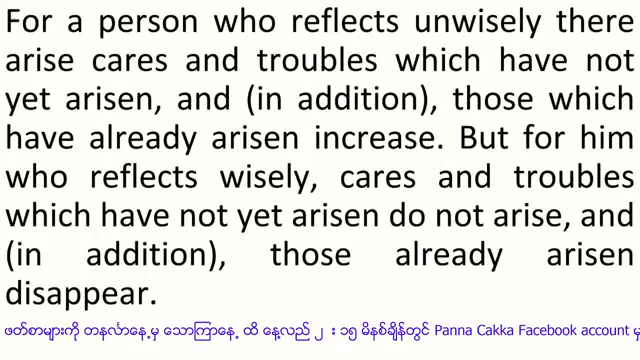 For a person who reflects unwisely there
arise cares and troubles which have not
yet arisen, and (in addition), those which
have already arisen increase. But for him
who reflects wisely, cares and troubles
which have not yet arisen do not arise, and
(in addition), those already arisen
disappear.
ဖတ်စာများကို တနင်္လာနေ့မှ သောကြာနေ့ ထိ နေ့လည် ၂ : ၁၅ မိနစ်ချိန်တွင် Panna Cakka Facebook account မှ